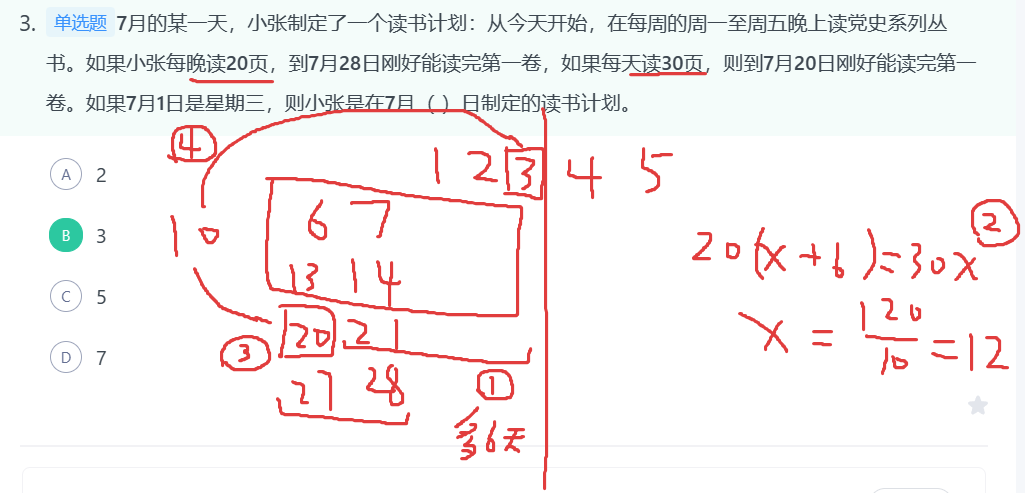 3. 单选题 7月的某一天，小张制定了一个读书计划：从今天开始，在每周的周一至周五晚上读党史系列丛
书。如果小张每晚读20页，到7月28日刚好能读完第一卷，如果每天读30页，则到7月20日刚好能读完第一
卷。如果7月1日是星期三，则小张是在7月（ ）日制定的读书计划。
④ 1 2 3 4 5
A 2
10 6 7 ②
B 3
20(x+6)=30x
13 14
C 5
x = 120/10 = 12
③ 20 21
D 7
27 28 ①
多6天